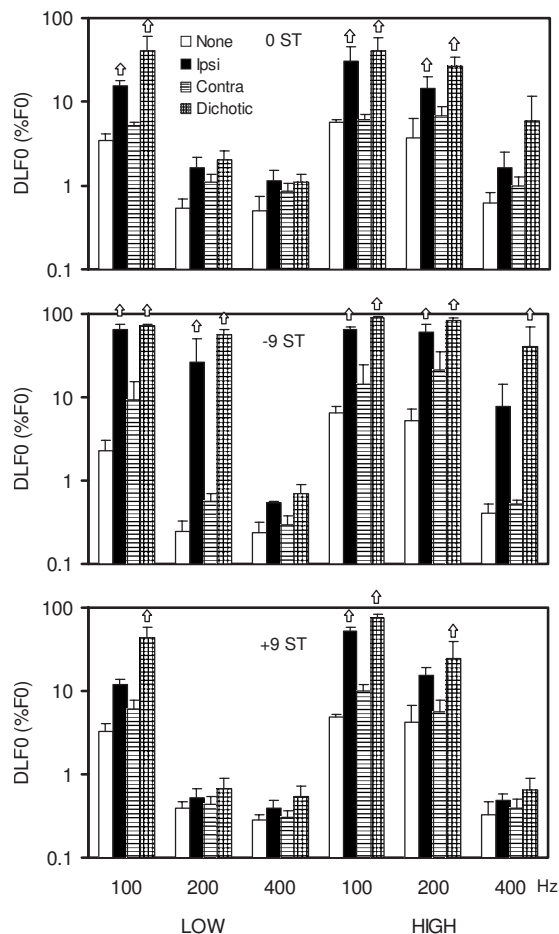 100
10
1
0.1
DLF0 (%F0)
0 ST
None
Ipsi
Contra
Dichotic
100
10
1
0.1
DLF0 (%F0)
-9 ST
100
10
1
0.1
DLF0 (%F0)
+9 ST
100 200 400 100 200 400 Hz
LOW HIGH